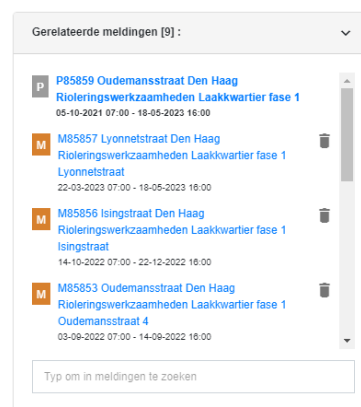 Gerelateerde meldingen [9] :
P
P85859 Oudemansstraat Den Haag
Rioleringswerkzaamheden Laakkwartier fase 1
05-10-2021 07:00 - 18-05-2023 16:00
M
M85857 Lyonnetstraat Den Haag
Rioleringswerkzaamheden Laakkwartier fase 1
Lyonnetstraat
22-03-2023 07:00 - 18-05-2023 16:00
M
M85856 Isingstraat Den Haag
Rioleringswerkzaamheden Laakkwartier fase 1
Isingstraat
14-10-2022 07:00 - 22-12-2022 16:00
M
M85853 Oudemansstraat Den Haag
Rioleringswerkzaamheden Laakkwartier fase 1
Oudemansstraat 4
03-09-2022 07:00 - 14-09-2022 16:00
Typ om in meldingen te zoeken